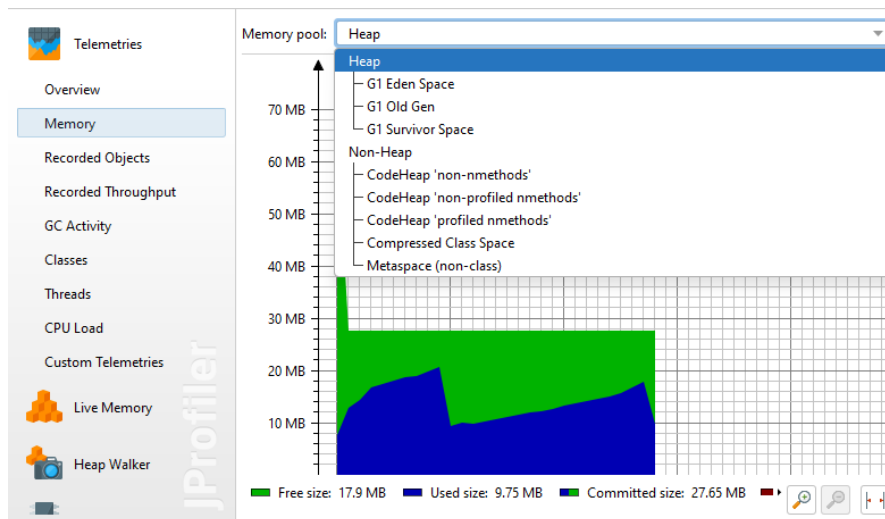 Telemetries
Overview
Memory
Recorded Objects
Recorded Throughput
GC Activity
Classes
Threads
CPU Load
Custom Telemetries
Live Memory
Heap Walker
JProfiler
Memory pool: Heap
Heap
G1 Eden Space
G1 Old Gen
G1 Survivor Space
Non-Heap
CodeHeap 'non-nmethods'
CodeHeap 'non-profiled nmethods'
CodeHeap 'profiled nmethods'
Compressed Class Space
Metaspace (non-class)
70 MB
60 MB
50 MB
40 MB
30 MB
20 MB
10 MB
Free size: 17.9 MB Used size: 9.75 MB Committed size: 27.65 MB